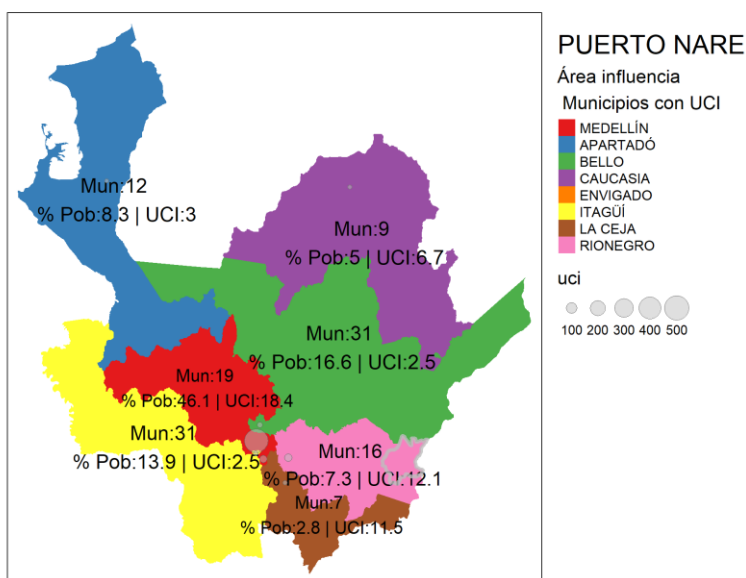 PUERTO NARE
Área influencia
Municipios con UCI
MEDELLÍN
APARTADÓ
BELLO
CAUCASIA
ENVIGADO
ITAGÜÍ
LA CEJA
RIONEGRO
uci
100 200 300 400 500
Mun:12
% Pob:8.3 | UCI:3
Mun:9
% Pob:5 | UCI:6.7
Mun:31
% Pob:16.6 | UCI:2.5
Mun:19
% Pob:46.1 | UCI:18.4
Mun:31
% Pob:13.9 | UCI:2.5
Mun:16
% Pob:7.3 | UCI:12.1
Mun:7
% Pob:2.8 | UCI:11.5